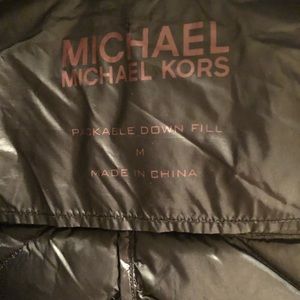 MICHAEL
MICHAEL KORS
PACKABLE DOWN FILL
M
MADE IN CHINA